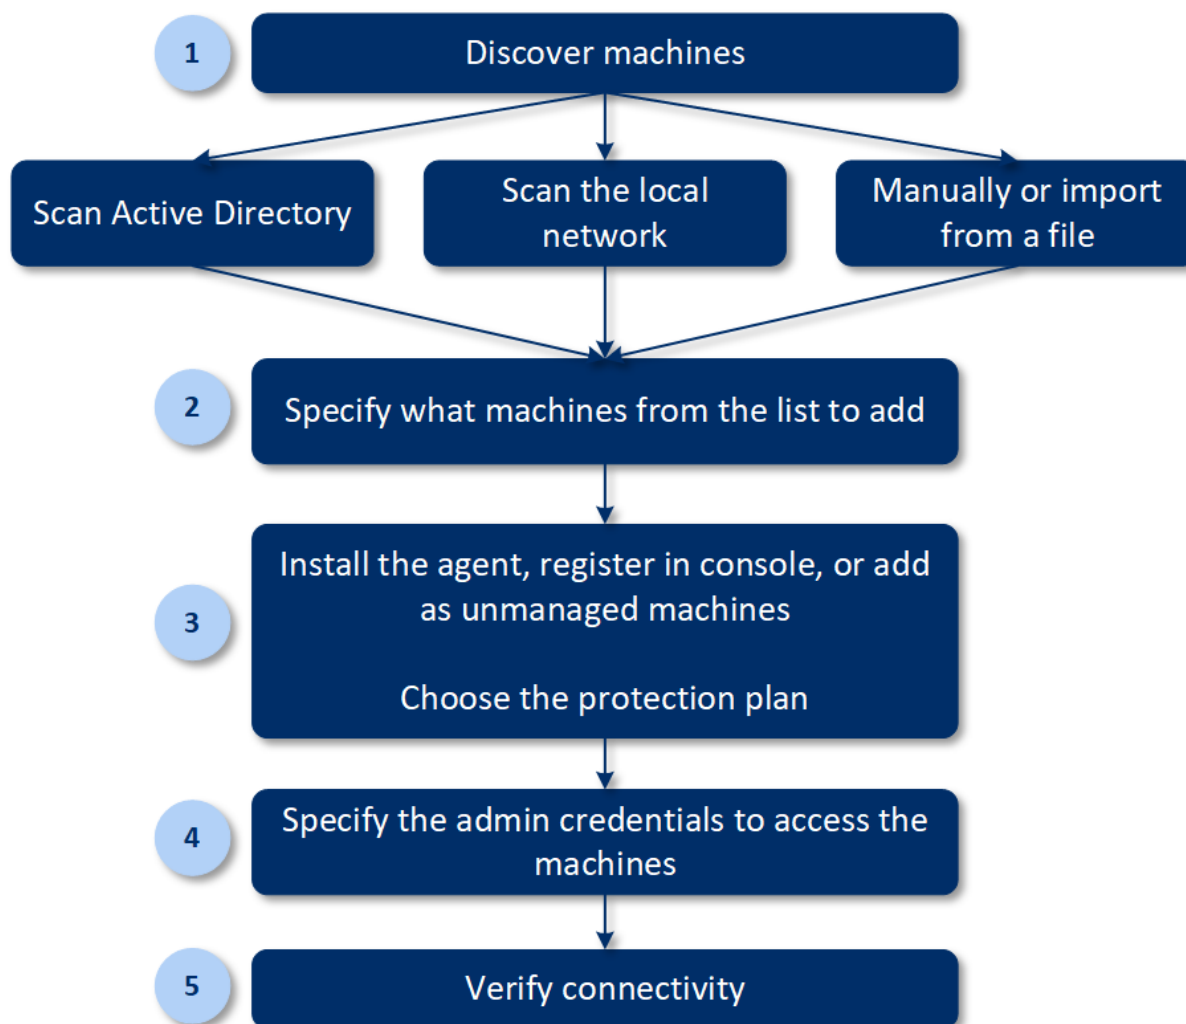 1
Discover machines
Scan Active Directory
Scan the local
network
Manually or import
from a file
2
Specify what machines from the list to add
3
Install the agent, register in console, or add
as unmanaged machines
Choose the protection plan
4
Specify the admin credentials to access the
machines
5
Verify connectivity